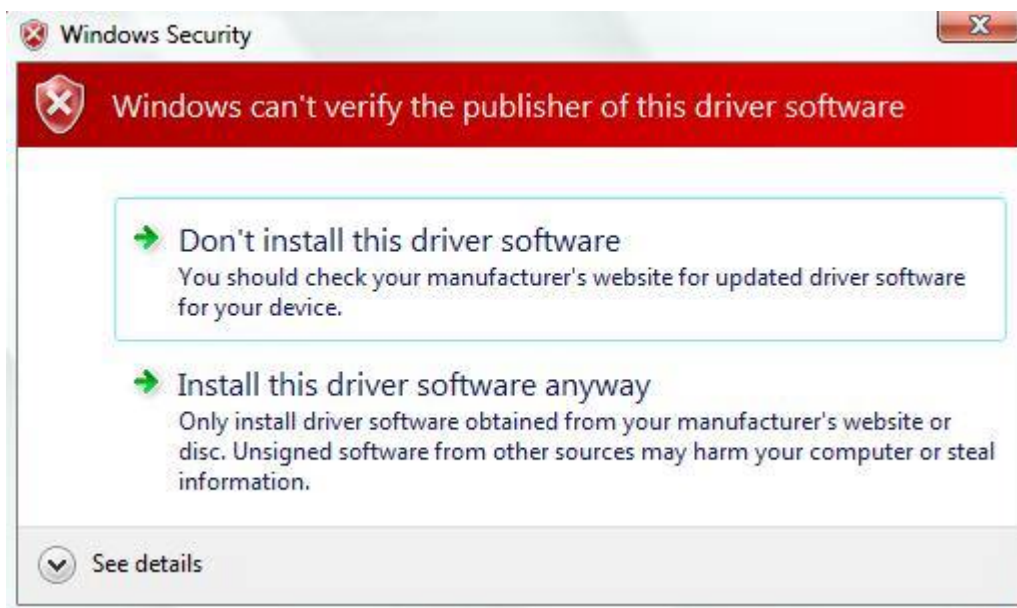 Windows Security
Windows can't verify the publisher of this driver software
Don't install this driver software
You should check your manufacturer's website for updated driver software
for your device.
Install this driver software anyway
Only install driver software obtained from your manufacturer's website or
disc. Unsigned software from other sources may harm your computer or steal
information.
See details